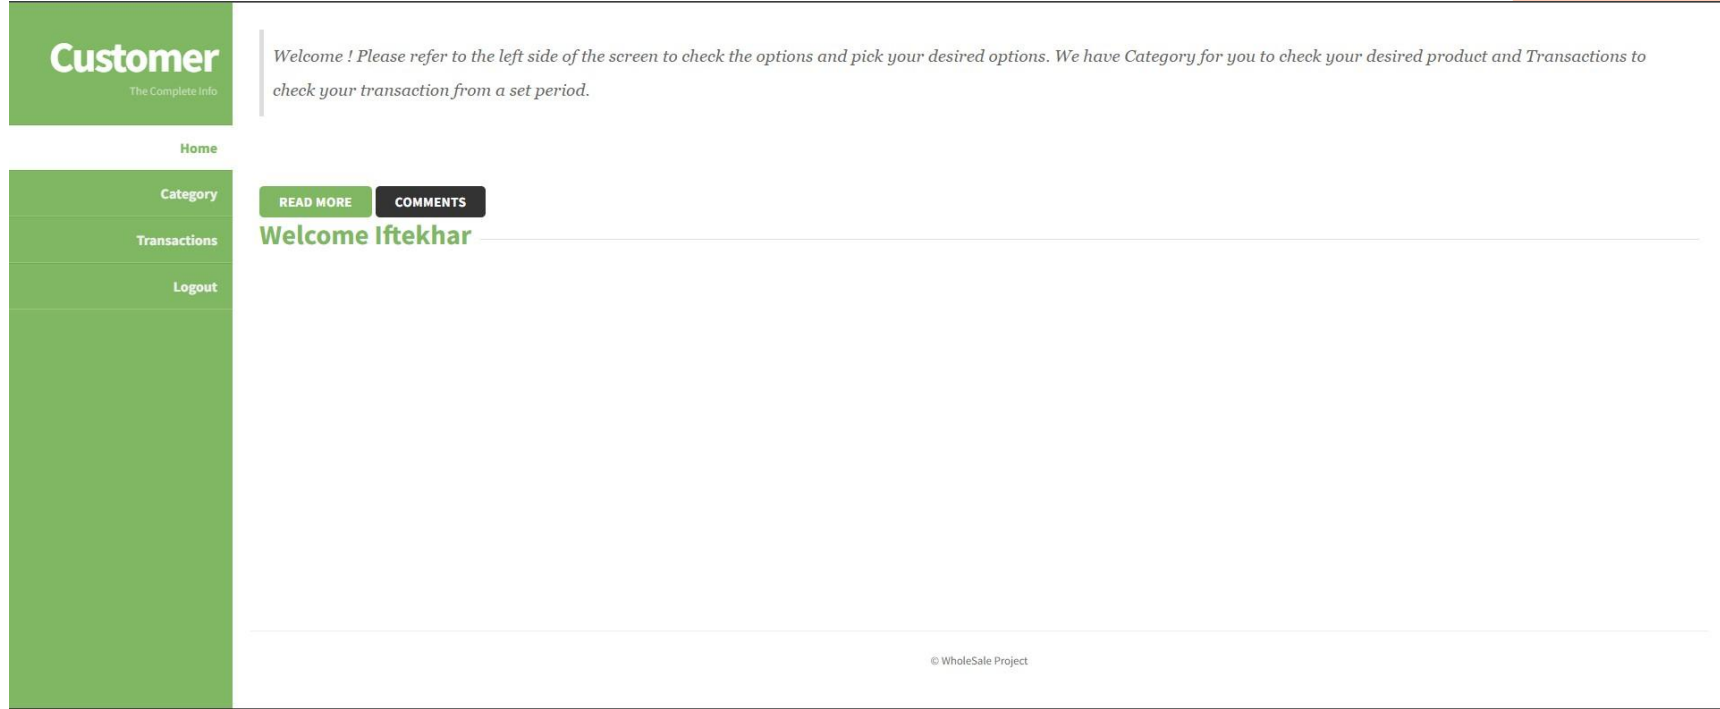 Customer
The Complete Info
Home
Category
Transactions
Logout
Welcome ! Please refer to the left side of the screen to check the options and pick your desired options. We have Category for you to check your desired product and Transactions to
check your transaction from a set period.
READ MORE COMMENTS
Welcome Iftekhar
© WholeSale Project